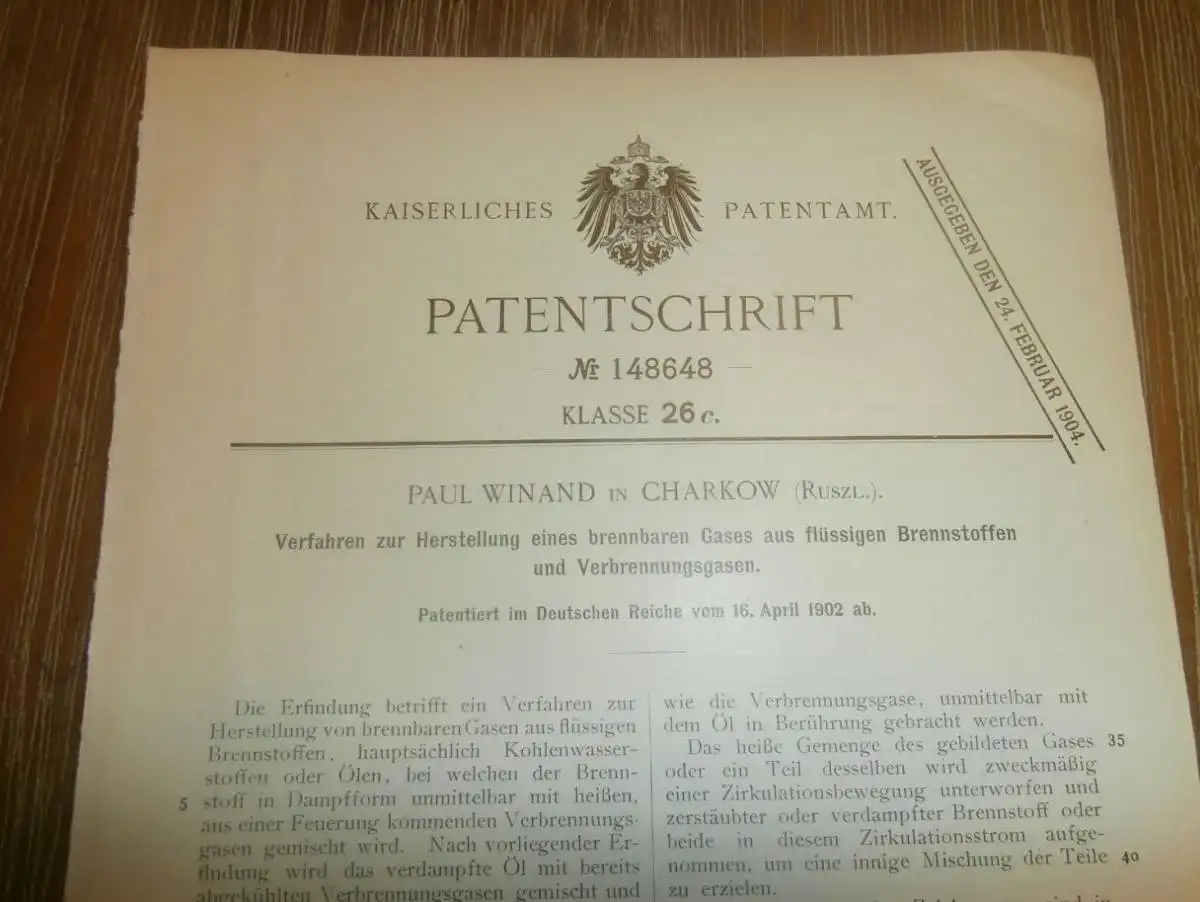 KAISERLICHES PATENTAMT.
AUSGEGEBEN DEN 24. FEBRUAR 1904.
PATENTSCHRIFT
№ 148648
KLASSE 26 c.
PAUL WINAND IN CHARKOW (RUSZL.).
Verfahren zur Herstellung eines brennbaren Gases aus flüssigen Brennstoffen
und Verbrennungsgasen.
Patentiert im Deutschen Reiche vom 16. April 1902 ab.
Die Erfindung betrifft ein Verfahren zur
Herstellung von brennbaren Gasen aus flüssigen
Brennstoffen, hauptsächlich Kohlenwasser-
stoffen oder Ölen, bei welchen der Brenn-
5 stoff in Dampfform unmittelbar mit heißen,
aus einer Feuerung kommenden Verbrennungs-
gasen gemischt wird. Nach vorliegender Er-
findung wird das verdampfte Öl mit bereits
abgekühlten Verbrennungsgasen gemischt und
wie die Verbrennungsgase, unmittelbar mit
dem Öl in Berührung gebracht werden.
Das heiße Gemenge des gebildeten Gases 35
oder ein Teil desselben wird zweckmäßig
einer Zirkulationsbewegung unterworfen und
zerstäubter oder verdampfter Brennstoff oder
beide in diesem Zirkulationsstrom aufge-
nommen, um eine innige Mischung der Teile 40
zu erzielen.